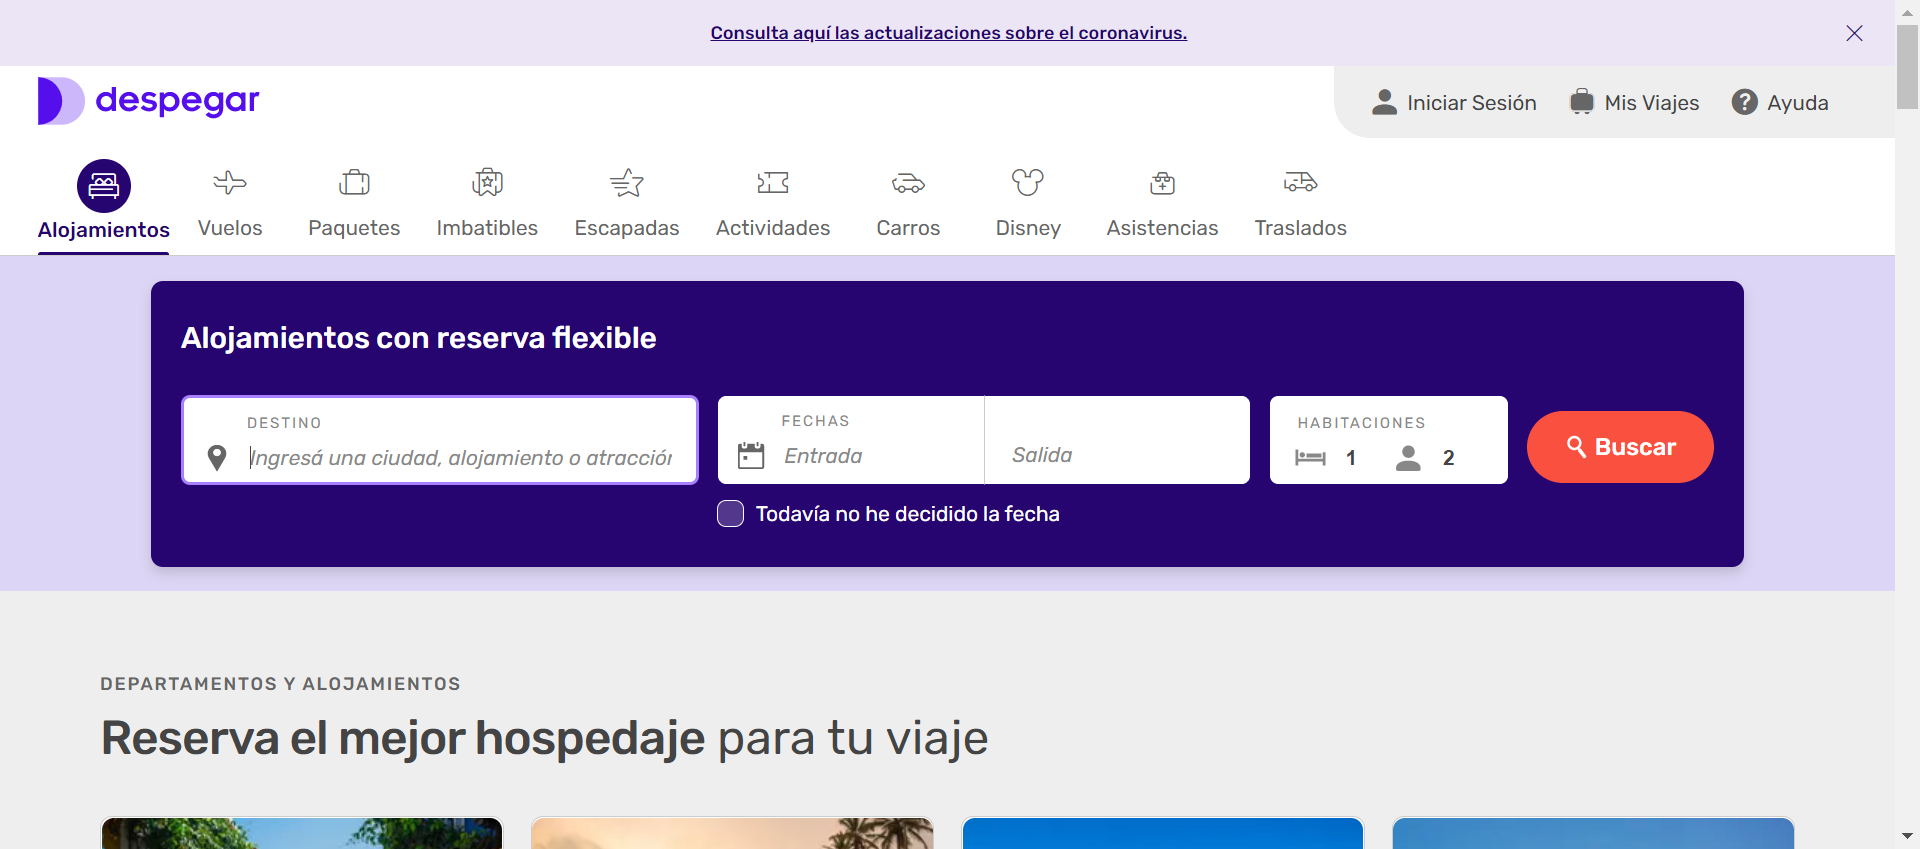 Consulta aquí las actualizaciones sobre el coronavirus.
despegar
Iniciar Sesión
Mis Viajes
Ayuda
Alojamientos
Vuelos
Paquetes
Imbatibles
Escapadas
Actividades
Carros
Disney
Asistencias
Traslados
Alojamientos con reserva flexible
DESTINO
Ingresá una ciudad, alojamiento o atracción
FECHAS
Entrada
Salida
HABITACIONES
1
2
Buscar
Todavía no he decidido la fecha
DEPARTAMENTOS Y ALOJAMIENTOS
Reserva el mejor hospedaje para tu viaje